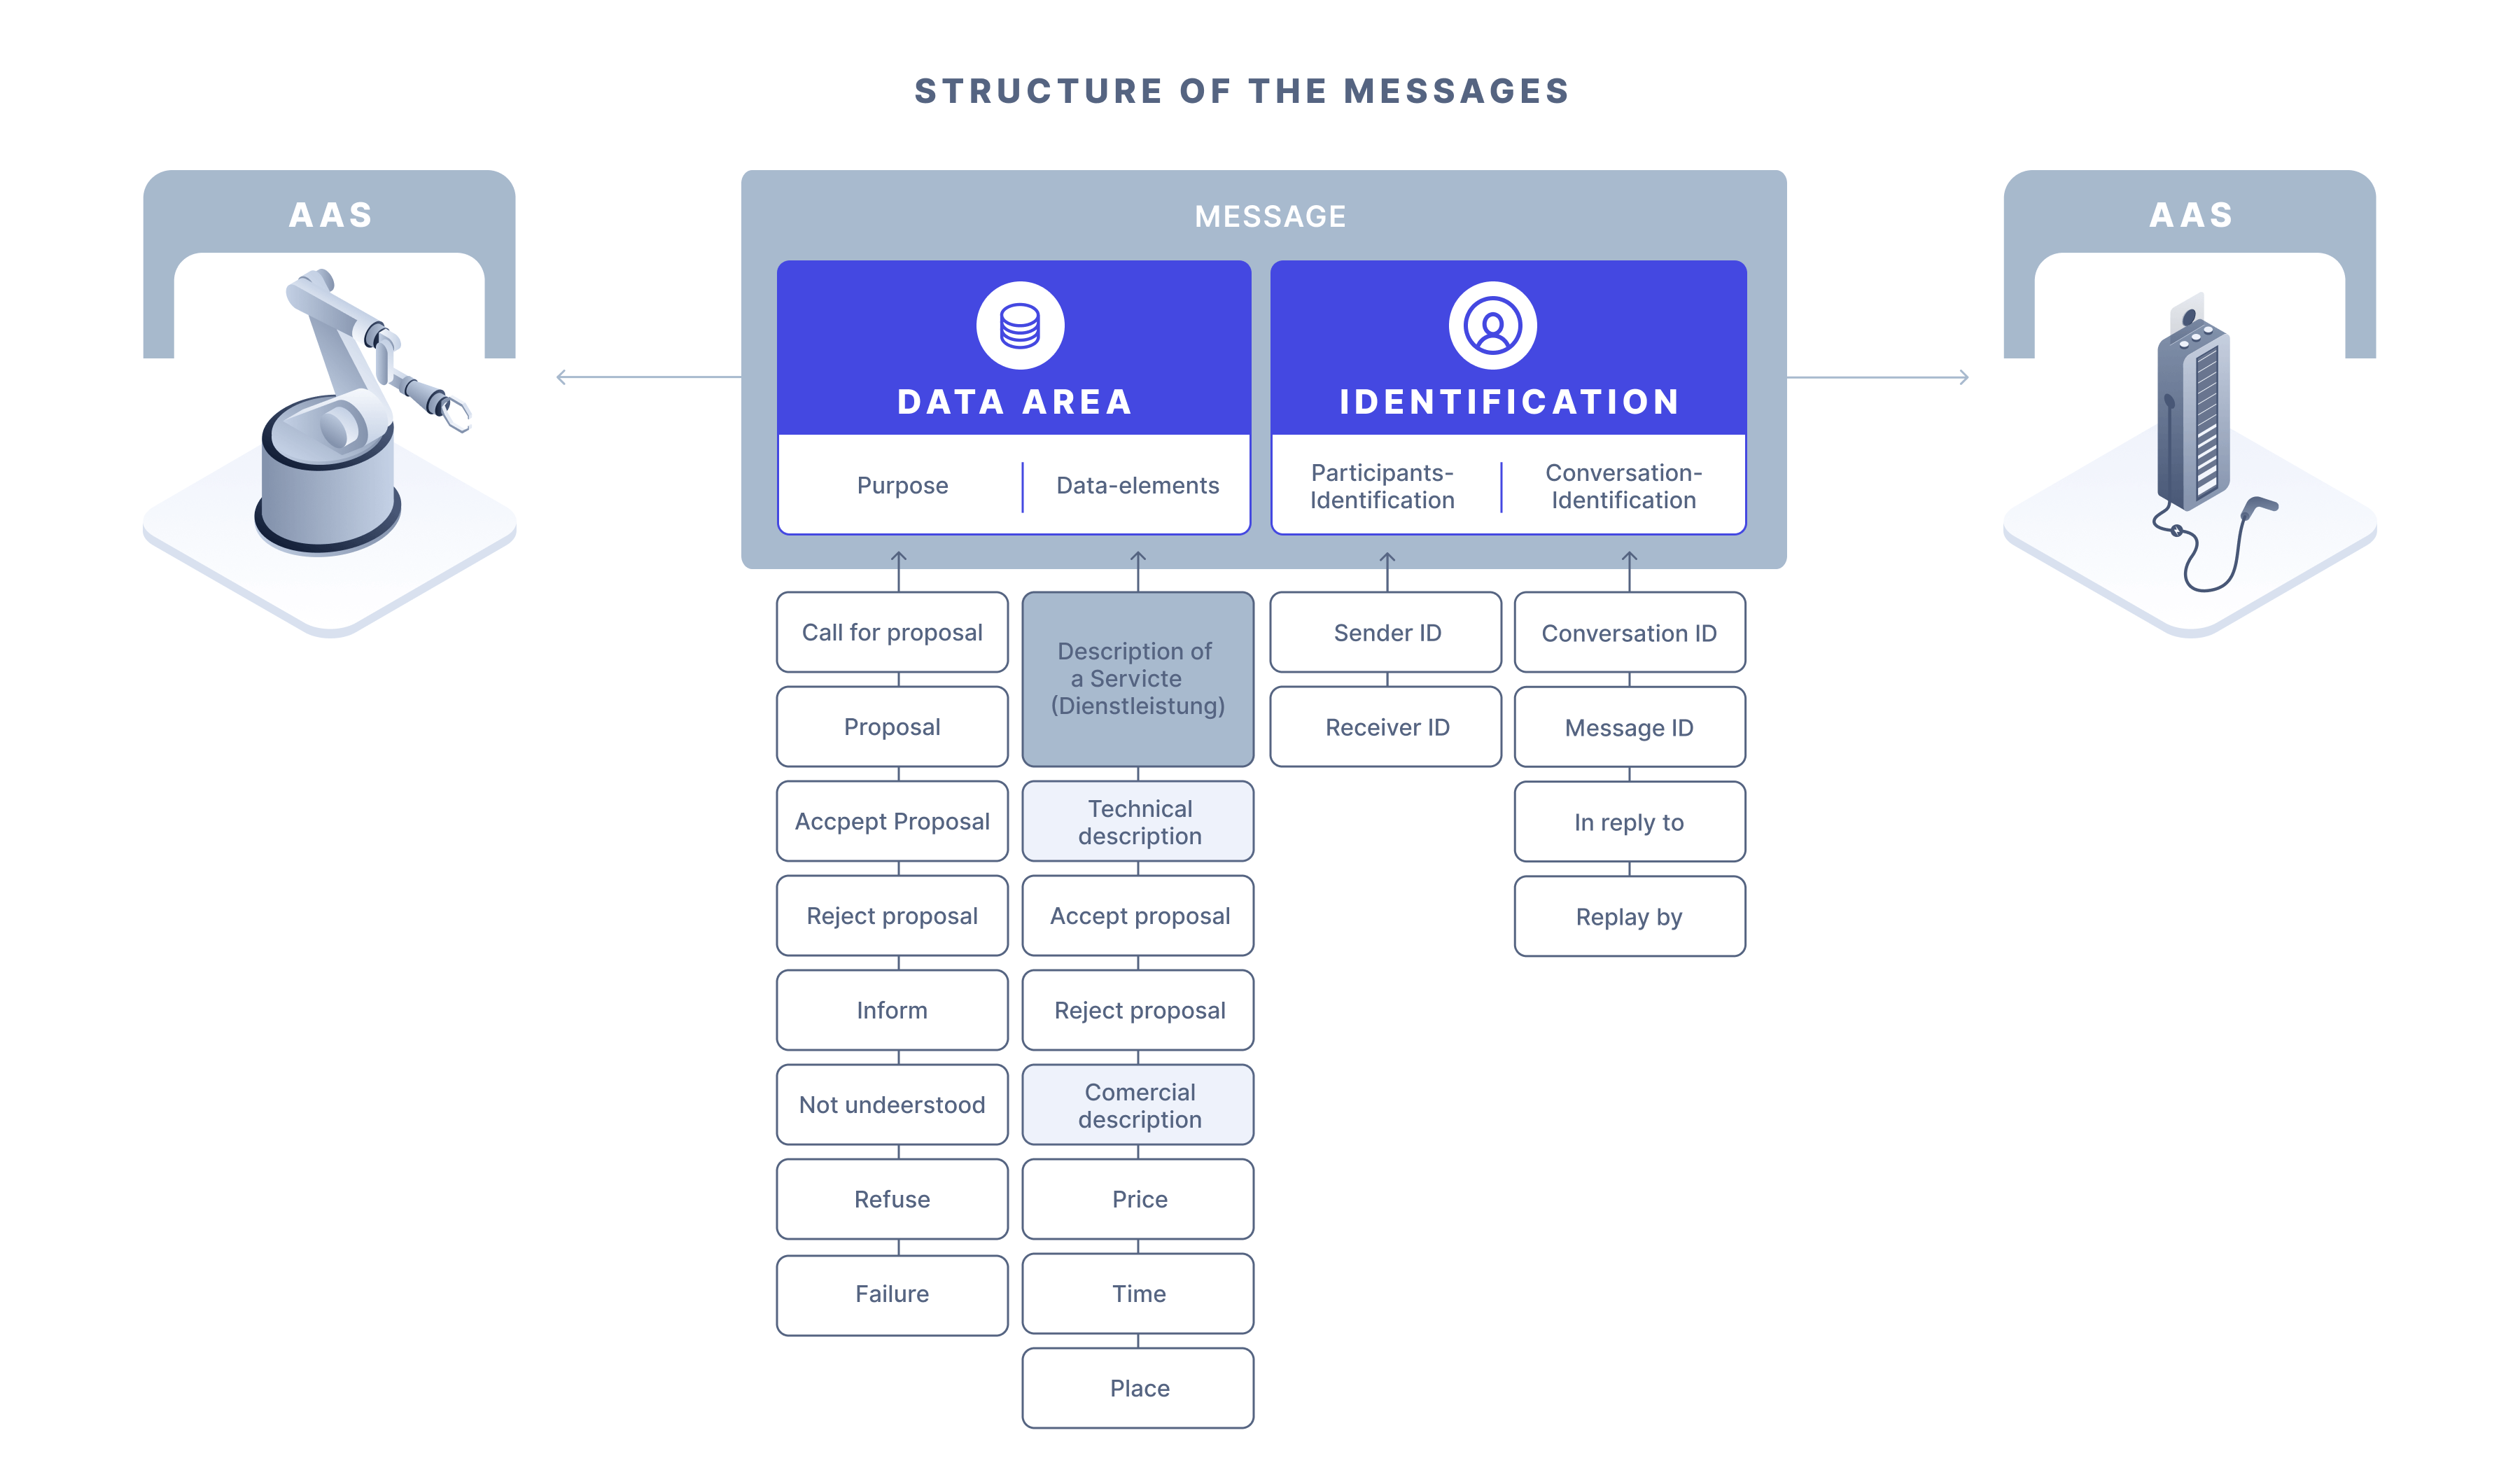 STRUCTURE OF THE MESSAGES
AAS
MESSAGE
AAS
DATA AREA
IDENTIFICATION
Purpose
Data-elements
Participants-
Identification
Conversation-
Identification
Call for proposal
Proposal
Accpept Proposal
Reject proposal
Inform
Not undeerstood
Refuse
Failure
Description of
a Servicte
(Dienstleistung)
Technical
description
Accept proposal
Reject proposal
Comercial
description
Price
Time
Place
Sender ID
Receiver ID
Conversation ID
Message ID
In reply to
Replay by